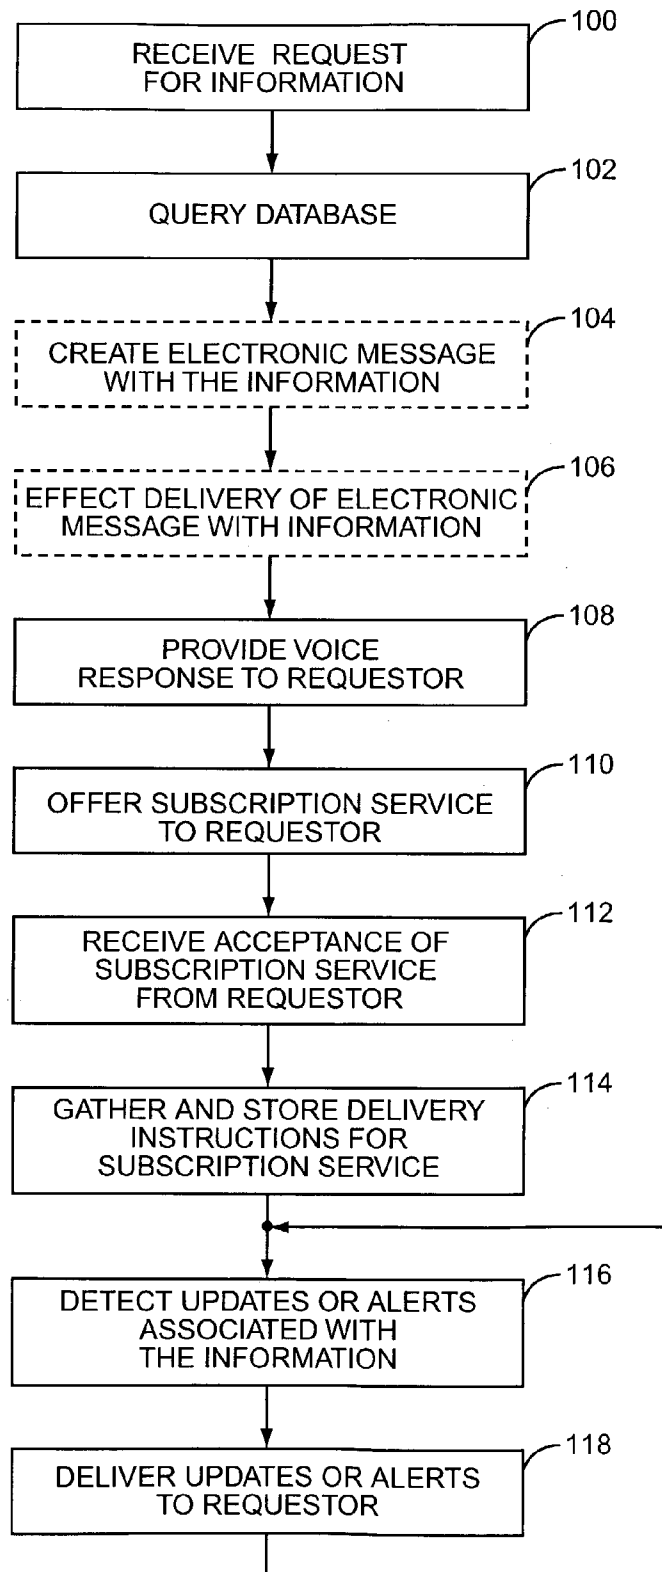 100
RECEIVE REQUEST
FOR INFORMATION
102
QUERY DATABASE
104
CREATE ELECTRONIC MESSAGE
WITH THE INFORMATION
106
EFFECT DELIVERY OF ELECTRONIC
MESSAGE WITH INFORMATION
108
PROVIDE VOICE
RESPONSE TO REQUESTOR
110
OFFER SUBSCRIPTION SERVICE
TO REQUESTOR
112
RECEIVE ACCEPTANCE OF
SUBSCRIPTION SERVICE
FROM REQUESTOR
114
GATHER AND STORE DELIVERY
INSTRUCTIONS FOR
SUBSCRIPTION SERVICE
116
DETECT UPDATES OR ALERTS
ASSOCIATED WITH
THE INFORMATION
118
DELIVER UPDATES OR ALERTS
TO REQUESTOR